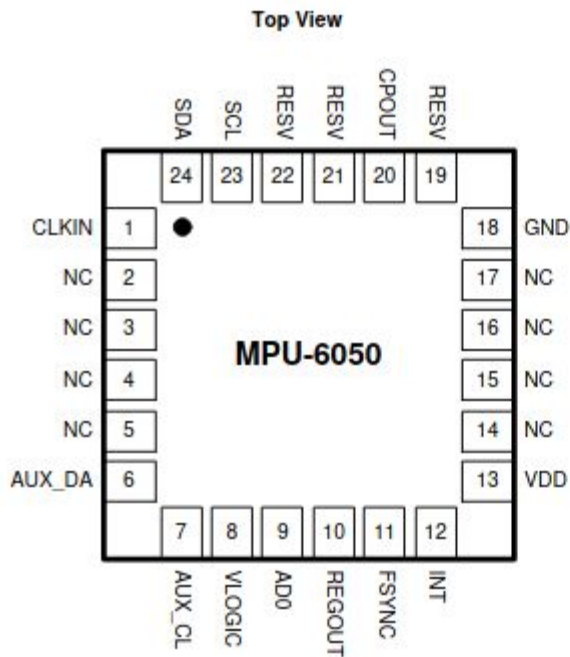 Top View
SDA SCL RESV RESV CPOUT RESV
24 23 22 21 20 19
CLKIN 1 18 GND
NC 2 17 NC
NC 3 16 NC
MPU-6050
NC 4 15 NC
NC 5 14 NC
AUX_DA 6 13 VDD
7 8 9 10 11 12
AUX_CL VLOGIC AD0 REGOUT FSYNC INT